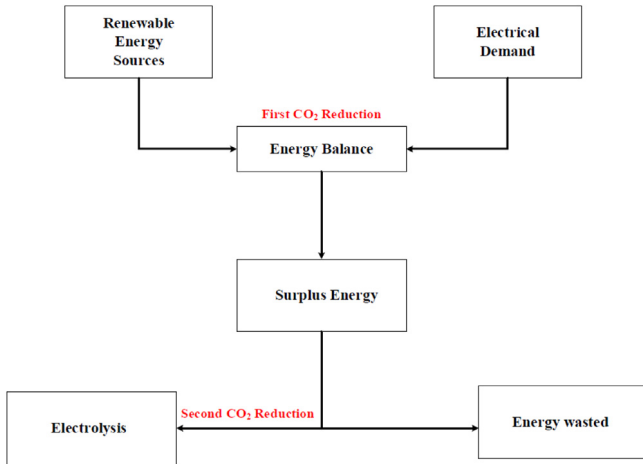 Renewable
Energy
Sources
Electrical
Demand
First CO₂ Reduction
Energy Balance
Surplus Energy
Second CO₂ Reduction
Electrolysis
Energy wasted